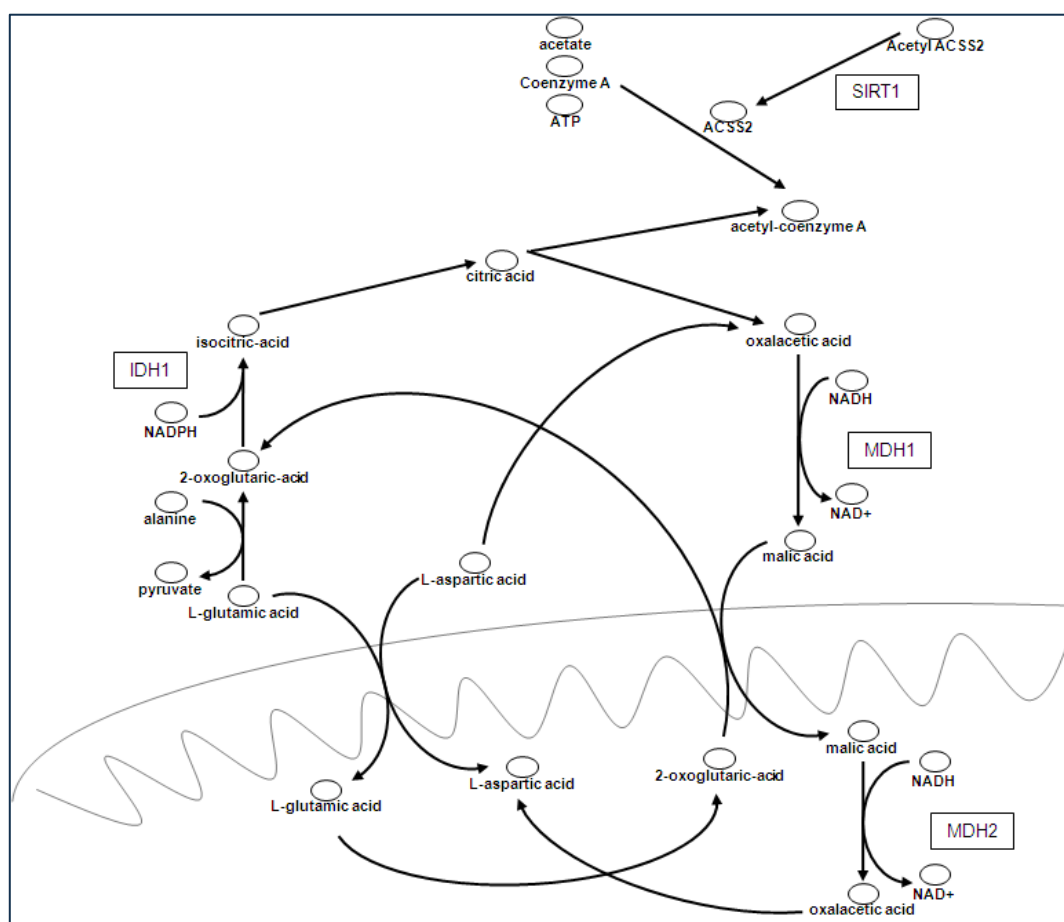 acetate
Acetyl ACSS2
Coenzyme A
SIRT1
ATP
ACSS2
acetyl-coenzyme A
citric acid
isocitric-acid
oxalacetic acid
IDH1
NADH
NADPH
MDH1
2-oxoglutaric-acid
alanine
NAD+
malic acid
pyruvate
L-aspartic acid
L-glutamic acid
malic acid
L-glutamic acid
L-aspartic acid
2-oxoglutaric-acid
NADH
MDH2
NAD+
oxalacetic acid